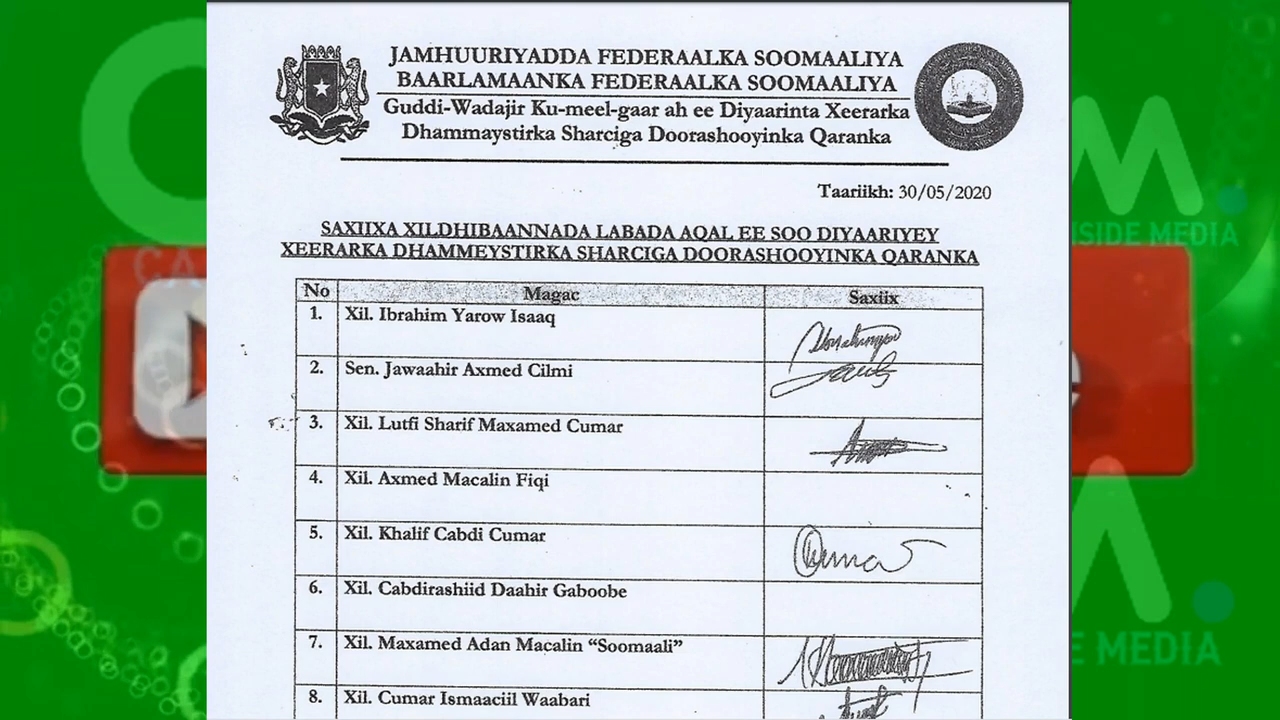 JAMHUURIYADDA FEDERAALKA SOOMAALIYA
BAARLAMAANKA FEDERAALKA SOOMAALIYA
Guddi-Wadajir Ku-meel-gaar ah ee Diyaarinta Xeerarka
Dhammaystirka Sharciga Doorashooyinka Qaranka
Taariikh: 30/05/2020
SAXIIXA XILDHIBAANNADA LABADA AQAL EE SOO DIYAARIYEY
XEERARKA DHAMMEYSTIRKA SHARCIGA DOORASHOOYINKA QARANKA
No Magac Saxiix
1. Xil. Ibrahim Yarow Isaaq
2. Sen. Jawaahir Axmed Cilmi
3. Xil. Lutfi Sharif Maxamed Cumar
4. Xil. Axmed Macalin Fiqi
5. Xil. Khalif Cabdi Cumar
6. Xil. Cabdirashiid Daahir Gaboobe
7. Xil. Maxamed Adan Macalin “Soomaali”
8. Xil. Cumar Ismaaciil Waabari
SIDE MEDIA
E MEDIA